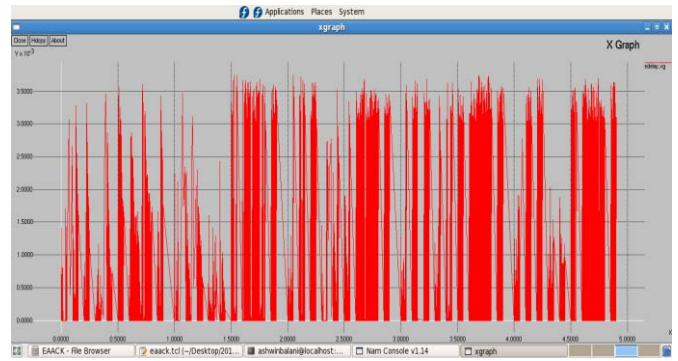 Applications Places System
xgraph
Close Hdcpy About
X Graph
Y x 10-3
edelay.xg
3.5000
3.0000
2.5000
2.0000
1.5000
1.0000
0.5000
0.0000
X
0.0000 0.5000 1.0000 1.5000 2.0000 2.5000 3.0000 3.5000 4.0000 4.5000 5.0000
EAACK - File Browser eaack.tcl (~/Desktop/201... ashwinbalani@localhost:... Nam Console v1.14 xgraph